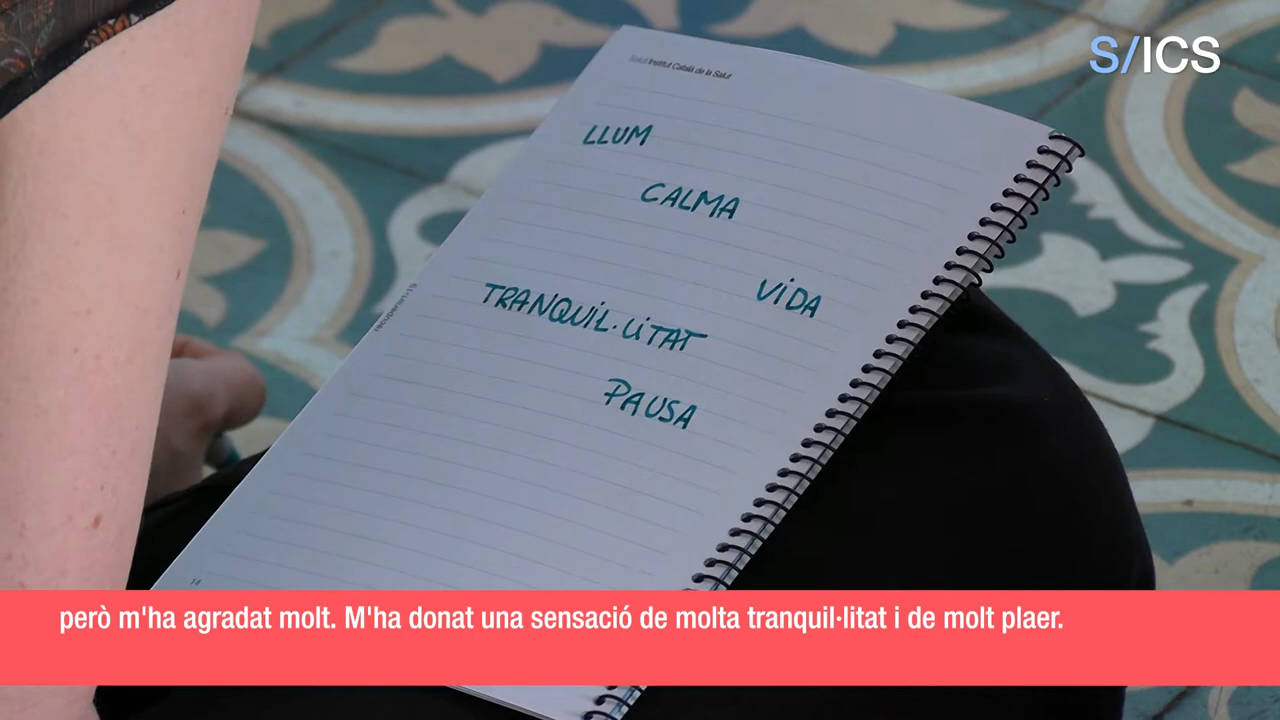 S/ICS
Salut/Institut Català de la Salut
LLUM
CALMA
VIDA
TRANQUIL·LITAT
PAUSA
14
però m'ha agradat molt. M'ha donat una sensació de molta tranquil·litat i de molt plaer.